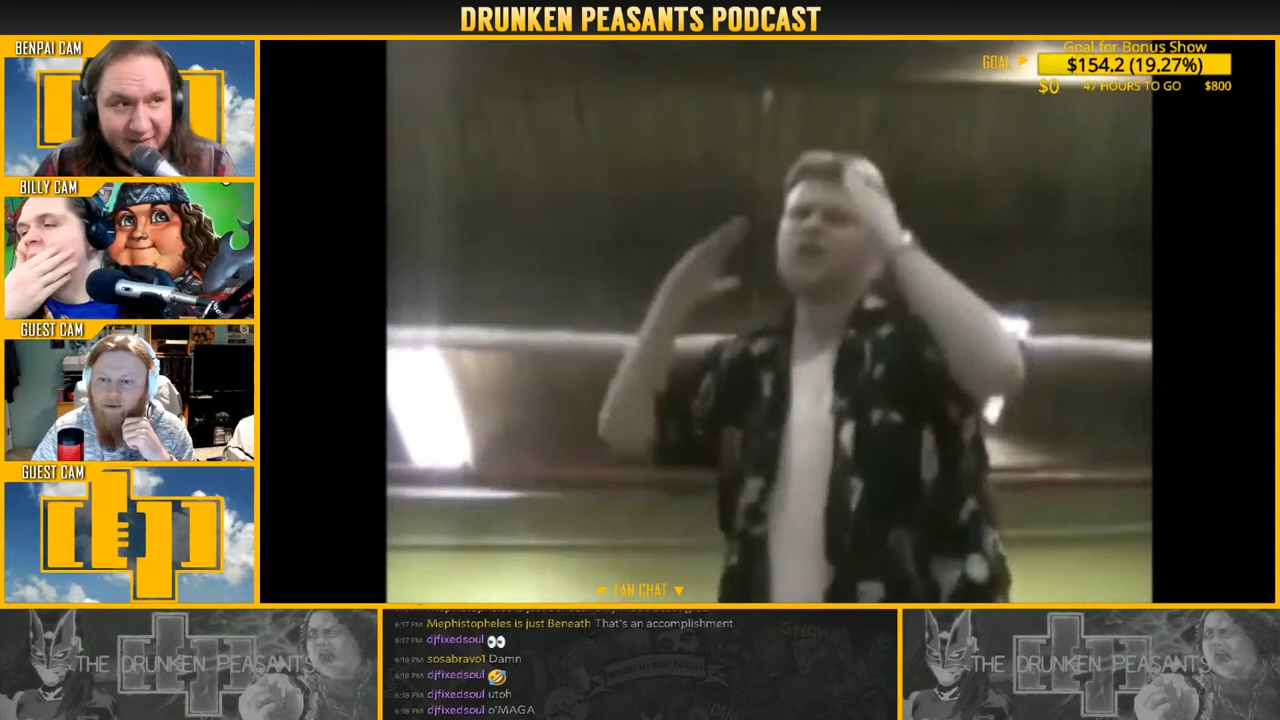 DRUNKEN PEASANTS PODCAST
BENPAI CAM
BILLY CAM
GUEST CAM
GUEST CAM
Goal for Bonus Show
GOAL
$154.2 (19.27%)
$0 47 HOURS TO GO $800
FAN CHAT
6:17 PM Mephistopheles is just Beneath That's an accomplishment
6:17 PM djfixedsoul 👀
6:18 PM sosabravo1 Damn
6:18 PM djfixedsoul 🤣
6:18 PM djfixedsoul utoh
6:18 PM djfixedsoul o'MAGA
THE DRUNKEN PEASANTS
THE DRUNKEN PEASANTS